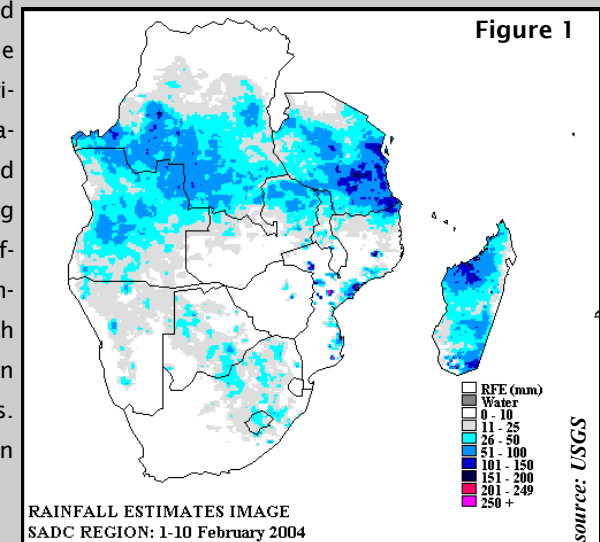 d
e
ri-
a-
d
g
f-
n-
h
n
s.
n
Figure 1
RFE (mm)
Water
0 - 10
11 - 25
26 - 50
51 - 100
101 - 150
151 - 200
201 - 249
250 +
source: USGS
RAINFALL ESTIMATES IMAGE
SADC REGION: 1-10 February 2004